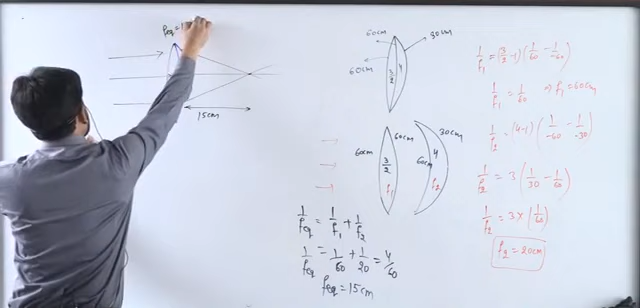 feq = 1
15cm
60cm
30cm
60cm
3/2
4
60cm
60cm
30cm
3/2
4
60cm
f1
f2
1/feq = 1/f1 + 1/f2
1/feq = 1/60 + 1/20 = 4/60
feq = 15cm
1/f1 = (3/2 -1) (1/60 - 1/-60)
1/f1 = 1/60 ⇒ f1 = 60cm
1/f2 = (4-1) (1/-60 - 1/-30)
1/f2 = 3 (1/30 - 1/60)
1/f2 = 3 × (1/60)
f2 = 20cm